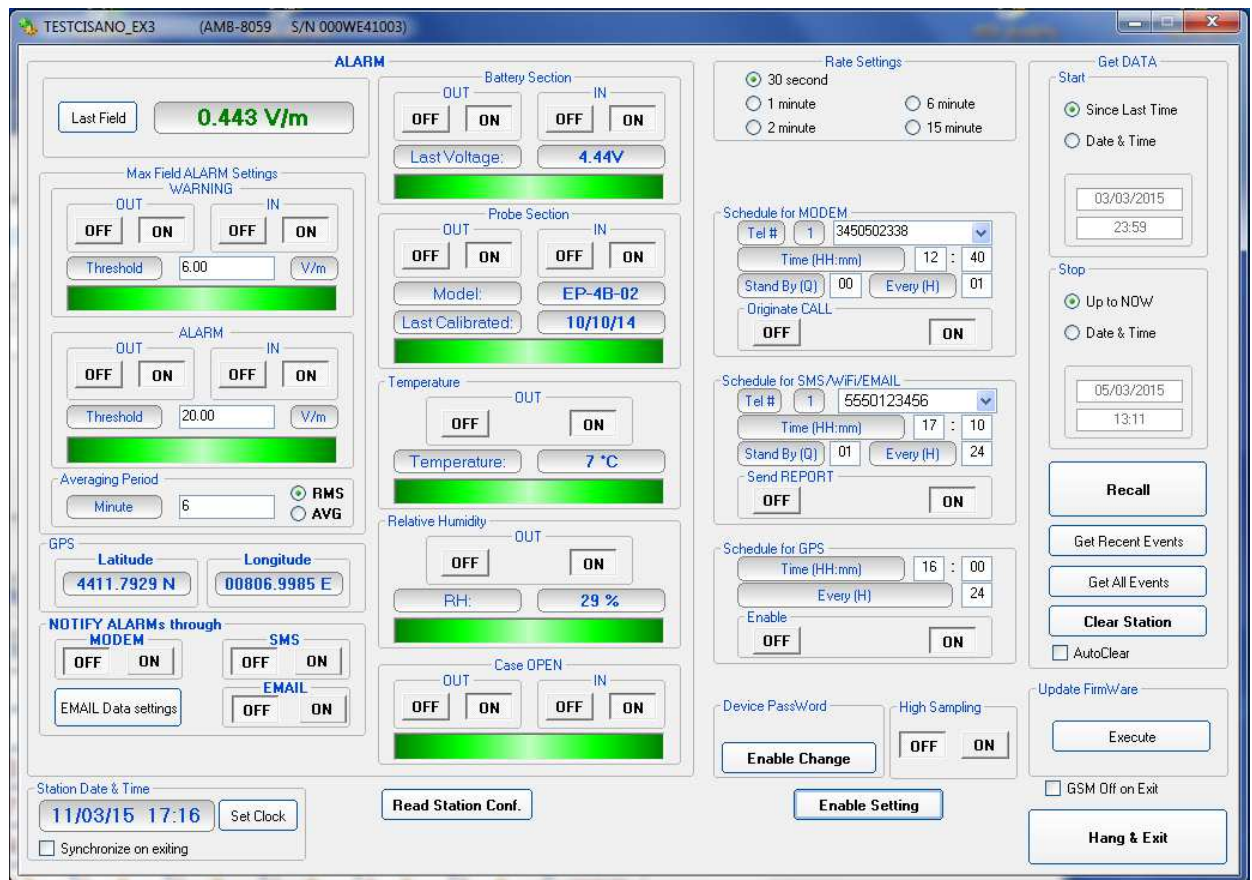 TESTCISANO_EX3 (AMB-8059 S/N 000WE41003)
ALARM
Last Field 0.443 V/m
Max Field ALARM Settings
WARNING
OUT IN
OFF ON OFF ON
Threshold 6.00 V/m
ALARM
OUT IN
OFF ON OFF ON
Threshold 20.00 V/m
Averaging Period
Minute 6 RMS
AVG
GPS
Latitude Longitude
4411.7929 N 00806.9985 E
NOTIFY ALARMs through
MODEM SMS
OFF ON OFF ON
EMAIL
EMAIL Data settings OFF ON
Battery Section
OUT IN
OFF ON OFF ON
Last Voltage: 4.44V
Probe Section
OUT IN
OFF ON OFF ON
Model: EP-4B-02
Last Calibrated: 10/10/14
Temperature
OUT
OFF ON
Temperature: 7 °C
Relative Humidity
OUT
OFF ON
RH: 29 %
Case OPEN
OUT IN
OFF ON OFF ON
Rate Settings
30 second
1 minute 6 minute
2 minute 15 minute
Schedule for MODEM
Tel # 1 3450502338
Time (HH:mm) 12 : 40
Stand By (Q) 00 Every (H) 01
Originate CALL
OFF ON
Schedule for SMS/WiFi/EMAIL
Tel # 1 5550123456
Time (HH:mm) 17 : 10
Stand By (Q) 01 Every (H) 24
Send REPORT
OFF ON
Schedule for GPS
Time (HH:mm) 16 : 00
Every (H) 24
Enable
OFF ON
Device PassWord
Enable Change
High Sampling
OFF ON
Get DATA
Start
Since Last Time
Date & Time
03/03/2015
23:59
Stop
Up to NOW
Date & Time
05/03/2015
13:11
Recall
Get Recent Events
Get All Events
Clear Station
AutoClear
Update FirmWare
Execute
GSM Off on Exit
Hang & Exit
Station Date & Time
11/03/15 17:16 Set Clock
Synchronize on exiting
Read Station Conf.
Enable Setting